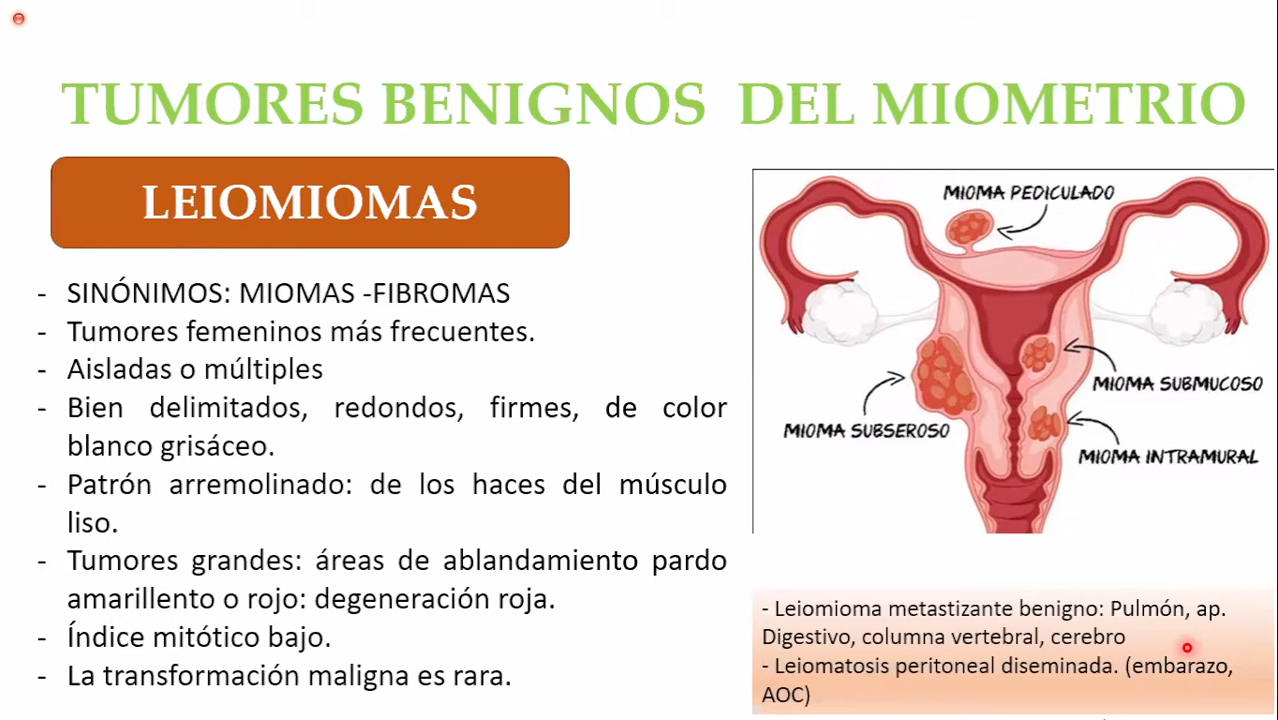 TUMORES BENIGNOS DEL MIOMETRIO
LEIOMIOMAS
- SINÓNIMOS: MIOMAS -FIBROMAS
- Tumores femeninos más frecuentes.
- Aisladas o múltiples
- Bien delimitados, redondos, firmes, de color
blanco grisáceo.
- Patrón arremolinado: de los haces del músculo
liso.
- Tumores grandes: áreas de ablandamiento pardo
amarillento o rojo: degeneración roja.
- Índice mitótico bajo.
- La transformación maligna es rara.
MIOMA PEDICULADO
MIOMA SUBMUCOSO
MIOMA SUBSEROSO
MIOMA INTRAMURAL
- Leiomioma metastizante benigno: Pulmón, ap.
Digestivo, columna vertebral, cerebro
- Leiomatosis peritoneal diseminada. (embarazo,
AOC)